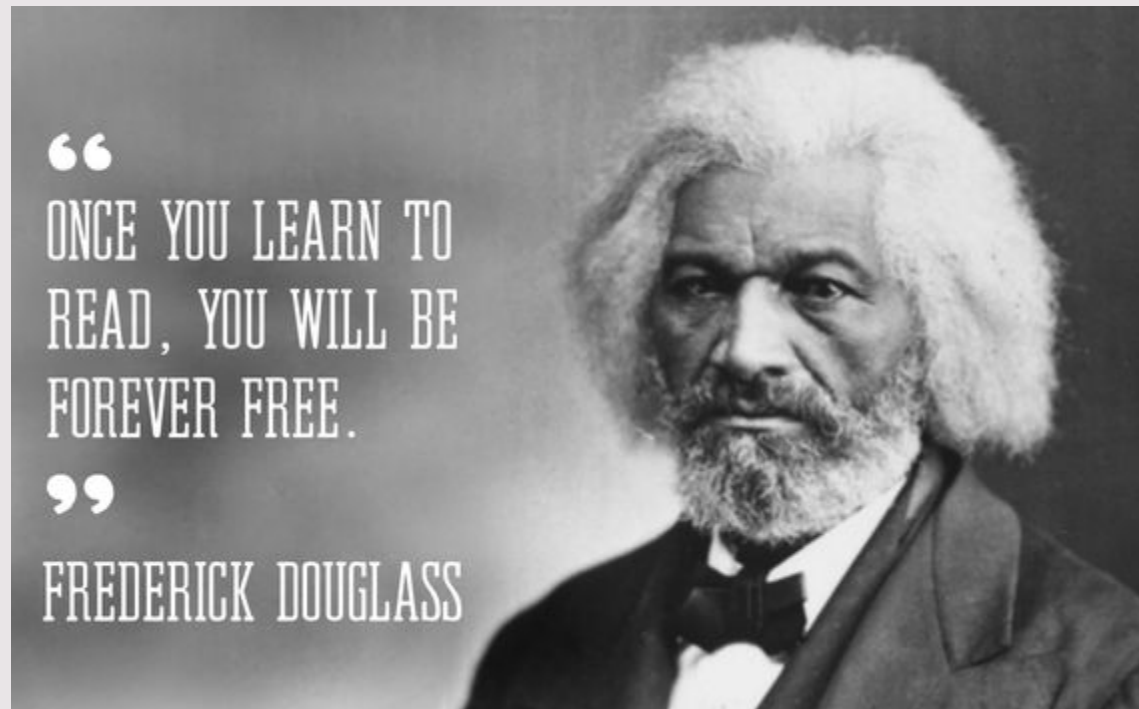 “
ONCE YOU LEARN TO
READ, YOU WILL BE
FOREVER FREE.
”
FREDERICK DOUGLASS